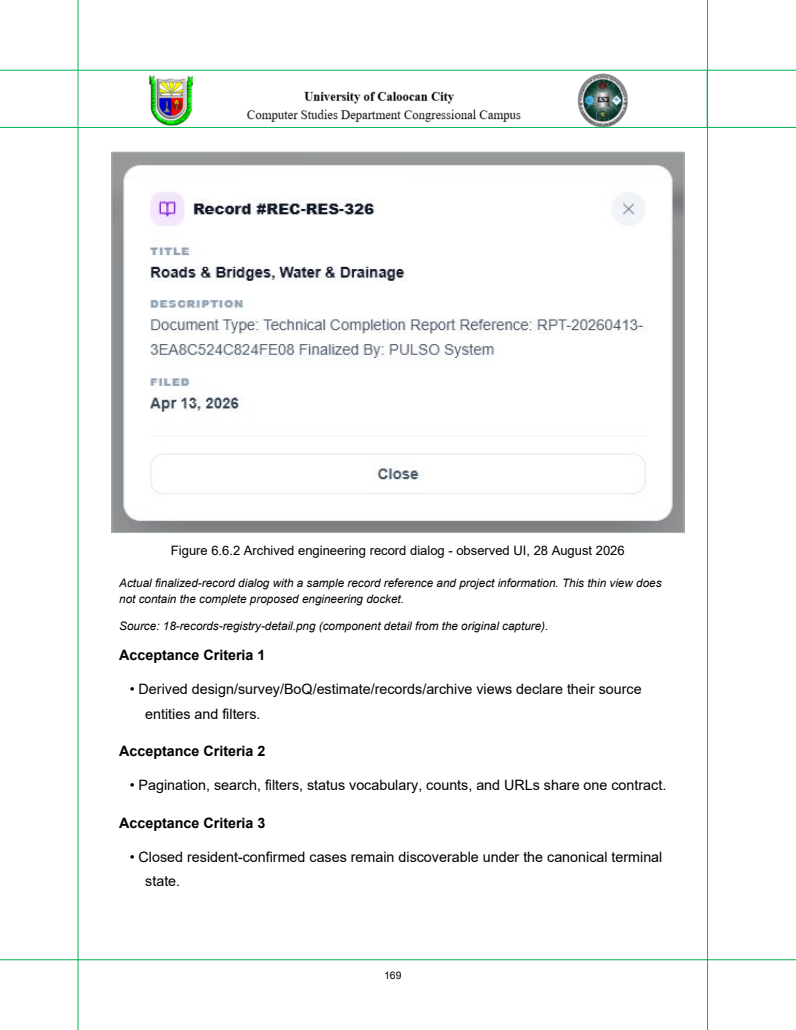 University of Caloocan City
Computer Studies Department Congressional Campus
Record #REC-RES-326
TITLE
Roads & Bridges, Water & Drainage
DESCRIPTION
Document Type: Technical Completion Report Reference: RPT-20260413-
3EA8C524C824FE08 Finalized By: PULSO System
FILED
Apr 13, 2026
Close
Figure 6.6.2 Archived engineering record dialog - observed UI, 28 August 2026
Actual finalized-record dialog with a sample record reference and project information. This thin view does
not contain the complete proposed engineering docket.
Source: 18-records-registry-detail.png (component detail from the original capture).
Acceptance Criteria 1
• Derived design/survey/BoQ/estimate/records/archive views declare their source
entities and filters.
Acceptance Criteria 2
• Pagination, search, filters, status vocabulary, counts, and URLs share one contract.
Acceptance Criteria 3
• Closed resident-confirmed cases remain discoverable under the canonical terminal
state.
169